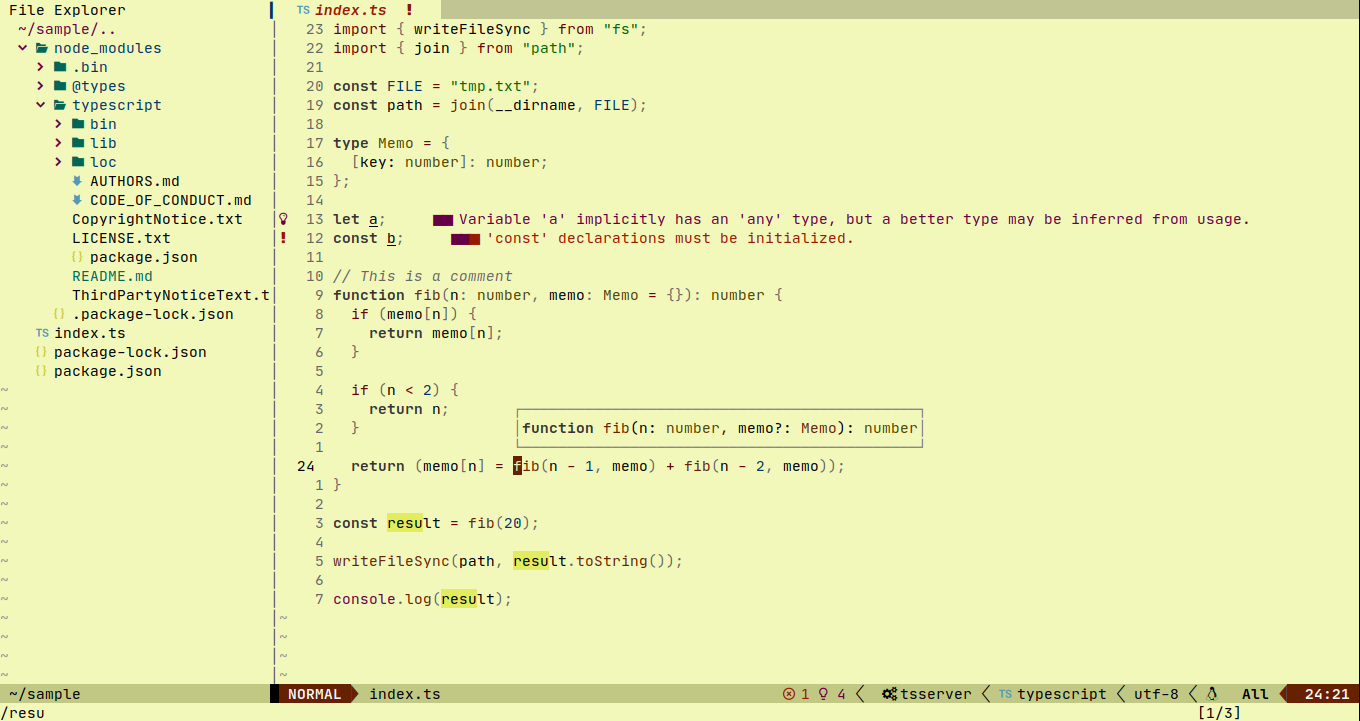 File Explorer
~/sample/..
node_modules
.bin
@types
typescript
bin
lib
loc
AUTHORS.md
CODE_OF_CONDUCT.md
CopyrightNotice.txt
LICENSE.txt
{} package.json
README.md
ThirdPartyNoticeText.t
{} .package-lock.json
TS index.ts
{} package-lock.json
{} package.json
~/sample
TS index.ts !
23 import { writeFileSync } from "fs";
22 import { join } from "path";
21
20 const FILE = "tmp.txt";
19 const path = join(__dirname, FILE);
18
17 type Memo = {
16   [key: number]: number;
15 };
14
13 let a; Variable 'a' implicitly has an 'any' type, but a better type may be inferred from usage.
! 12 const b; 'const' declarations must be initialized.
11
10 // This is a comment
9 function fib(n: number, memo: Memo = {}): number {
8   if (memo[n]) {
7     return memo[n];
6   }
5
4   if (n < 2) {
3     return n;
2   }
function fib(n: number, memo?: Memo): number
1
24   return (memo[n] = fib(n - 1, memo) + fib(n - 2, memo));
1 }
2
3 const result = fib(20);
4
5 writeFileSync(path, result.toString());
6
7 console.log(result);
NORMAL index.ts 1 4 tsserver TS typescript utf-8 All 24:21
/resu [1/3]